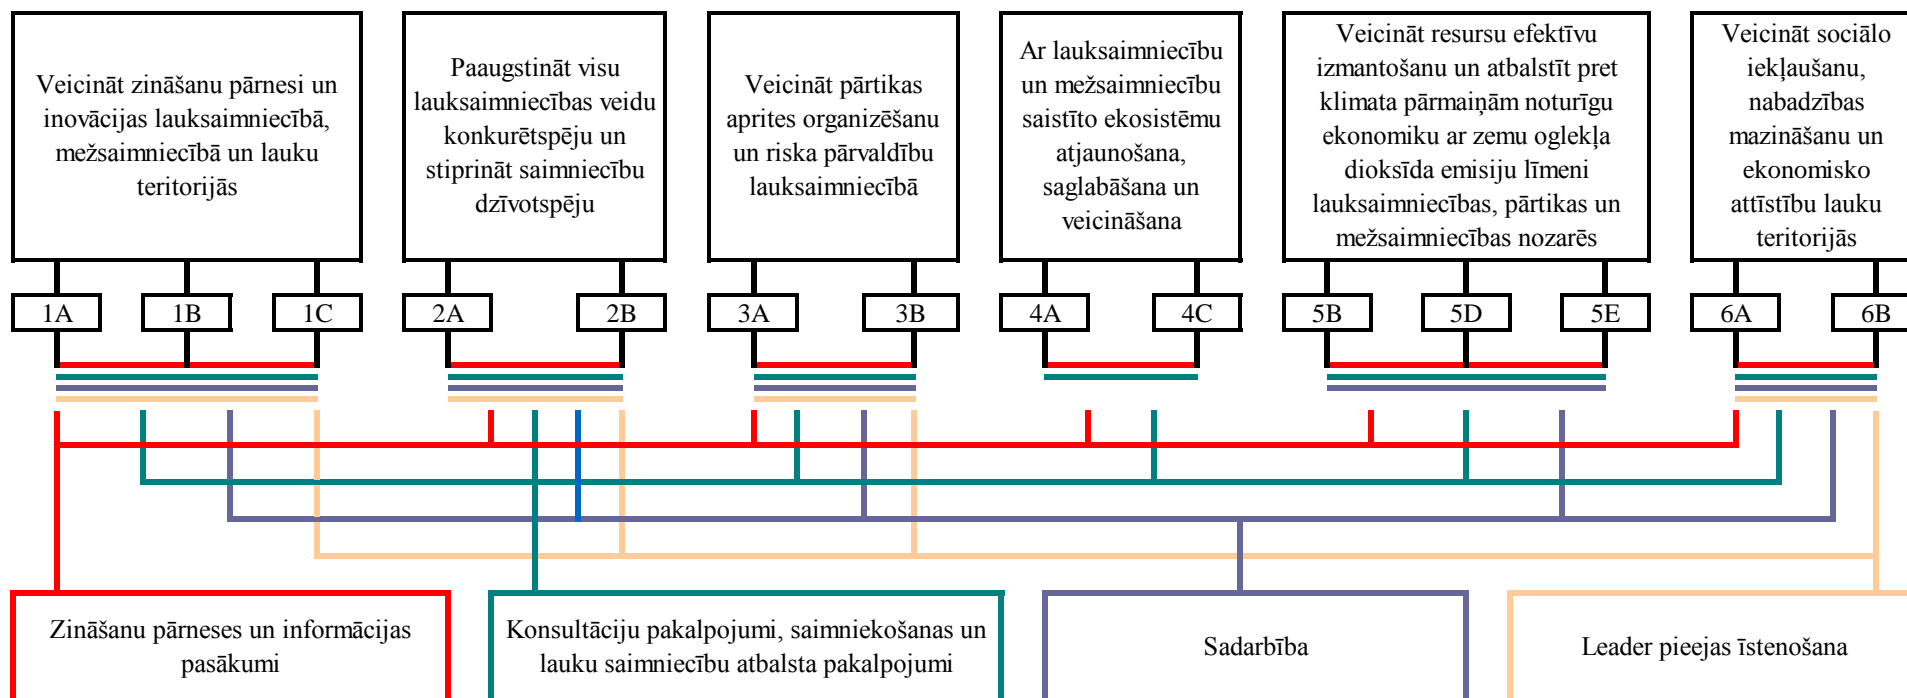 Veicināt zināšanu pārnesi un
inovācijas lauksaimniecībā,
mežsaimniecībā un lauku
teritorijās
Paaugstināt visu
lauksaimniecības veidu
konkurētspēju un
stiprināt saimniecību
dzīvotspēju
Veicināt pārtikas
aprites organizēšanu
un riska pārvaldību
lauksaimniecībā
Ar lauksaimniecību
un mežsaimniecību
saistīto ekosistēmu
atjaunošana,
saglabāšana un
veicināšana
Veicināt resursu efektīvu
izmantošanu un atbalstīt pret
klimata pārmaiņām noturīgu
ekonomiku ar zemu oglekļa
dioksīda emisiju līmeni
lauksaimniecības, pārtikas un
mežsaimniecības nozarēs
Veicināt sociālo
iekļaušanu,
nabadzības
mazināšanu un
ekonomisko
attīstību lauku
teritorijās
1A
1B
1C
2A
2B
3A
3B
4A
4C
5B
5D
5E
6A
6B
Zināšanu pārneses un informācijas
pasākumi
Konsultāciju pakalpojumi, saimniekošanas un
lauku saimniecību atbalsta pakalpojumi
Sadarbība
Leader pieejas īstenošana